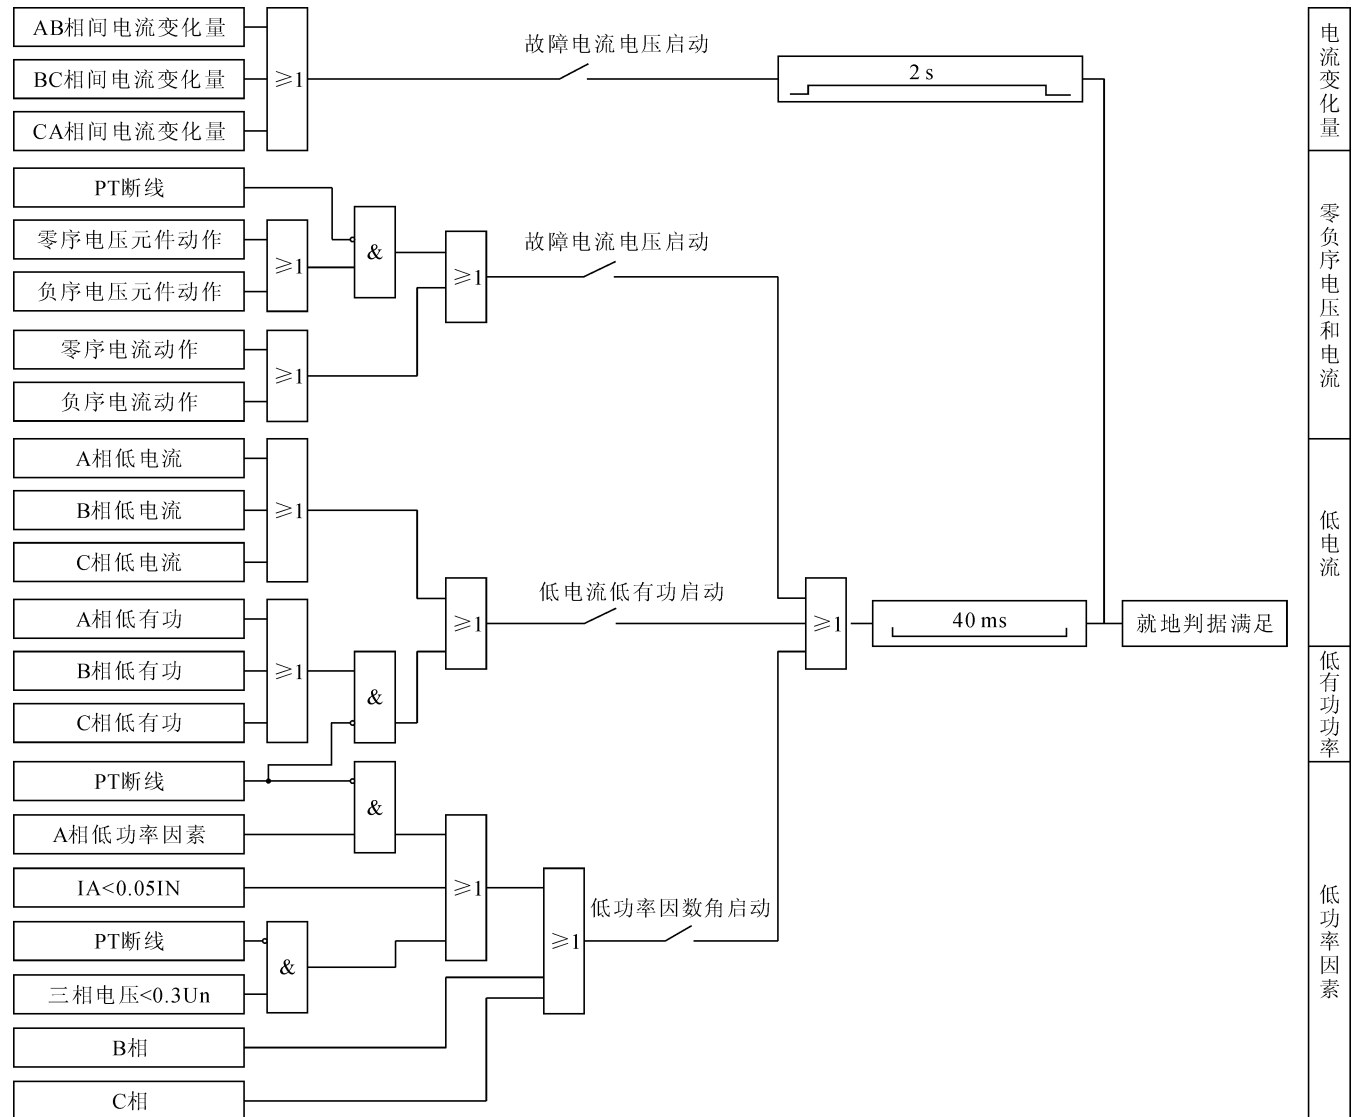 AB相间电流变化量
BC相间电流变化量
CA相间电流变化量
≥1
故障电流电压启动
2 s
电流变化量
PT断线
零序电压元件动作
负序电压元件动作
≥1
&
≥1
故障电流电压启动
零序电流动作
负序电流动作
≥1
零负序电压和电流
A相低电流
B相低电流
C相低电流
≥1
低电流
A相低有功
B相低有功
C相低有功
≥1
&
≥1
低电流低有功启动
≥1
40 ms
就地判据满足
低有功功率
PT断线
A相低功率因素
&
IA<0.05IN
≥1
PT断线
三相电压<0.3Un
&
B相
C相
≥1
低功率因数角启动
低功率因素